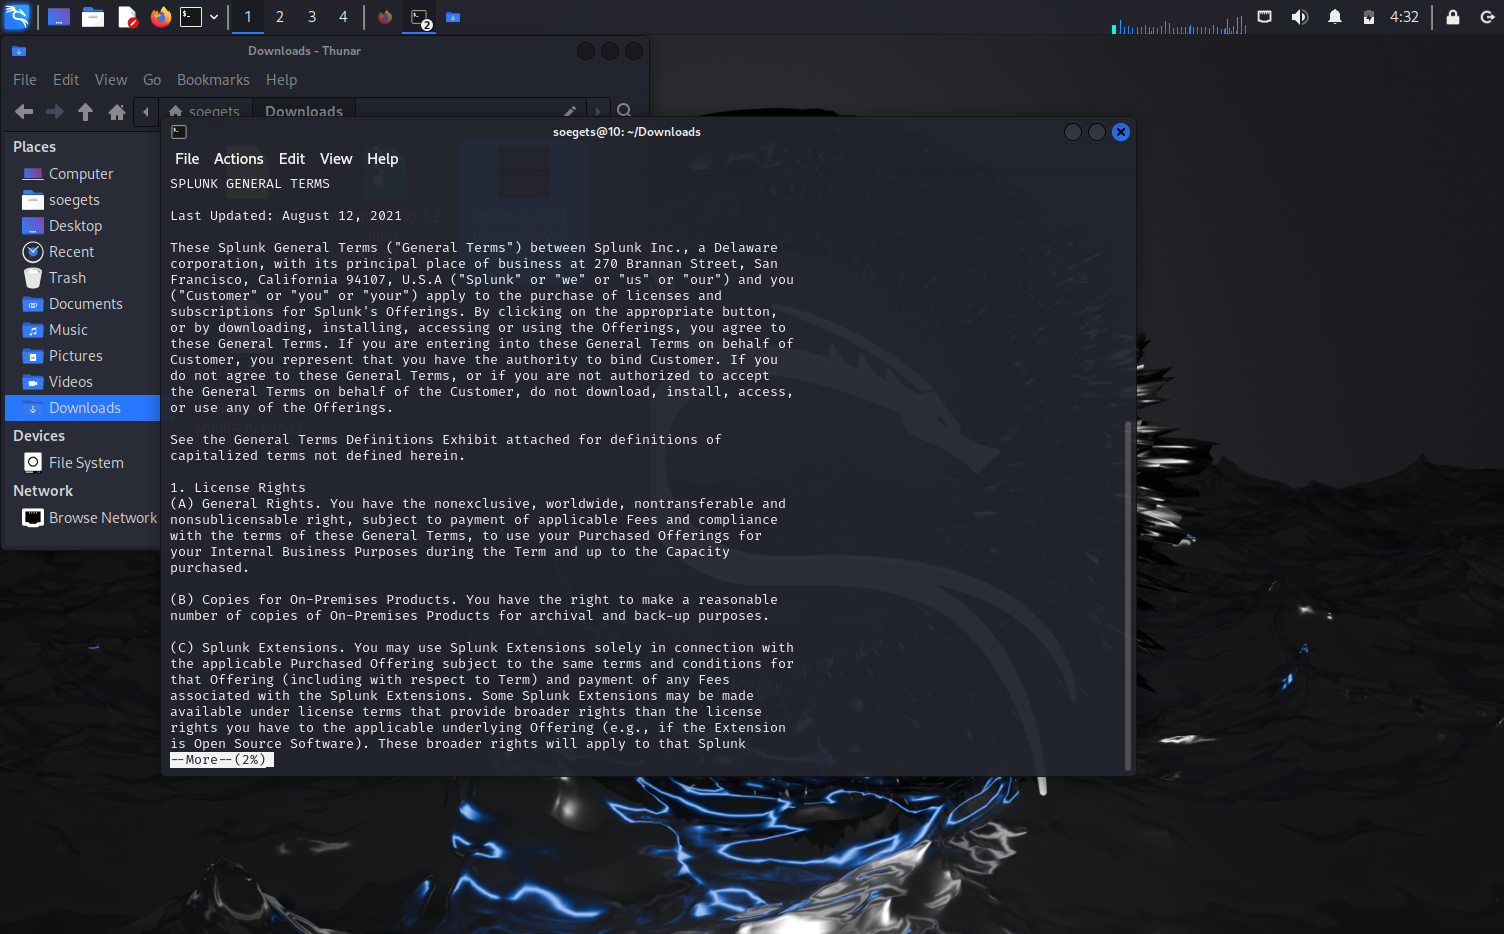 1 2 3 4
2
4:32
Downloads - Thunar
File Edit View Go Bookmarks Help
soegets Downloads
Places
Computer
soegets
Desktop
Recent
Trash
Documents
Music
Pictures
Videos
Downloads
Devices
File System
Network
Browse Network
soegets@10: ~/Downloads
File Actions Edit View Help
SPLUNK GENERAL TERMS
Last Updated: August 12, 2021
These Splunk General Terms ("General Terms") between Splunk Inc., a Delaware
corporation, with its principal place of business at 270 Brannan Street, San
Francisco, California 94107, U.S.A ("Splunk" or "we" or "us" or "our") and you
("Customer" or "you" or "your") apply to the purchase of licenses and
subscriptions for Splunk's Offerings. By clicking on the appropriate button,
or by downloading, installing, accessing or using the Offerings, you agree to
these General Terms. If you are entering into these General Terms on behalf of
Customer, you represent that you have the authority to bind Customer. If you
do not agree to these General Terms, or if you are not authorized to accept
the General Terms on behalf of the Customer, do not download, install, access,
or use any of the Offerings.
See the General Terms Definitions Exhibit attached for definitions of
capitalized terms not defined herein.
1. License Rights
(A) General Rights. You have the nonexclusive, worldwide, nontransferable and
nonsublicensable right, subject to payment of applicable Fees and compliance
with the terms of these General Terms, to use your Purchased Offerings for
your Internal Business Purposes during the Term and up to the Capacity
purchased.
(B) Copies for On-Premises Products. You have the right to make a reasonable
number of copies of On-Premises Products for archival and back-up purposes.
(C) Splunk Extensions. You may use Splunk Extensions solely in connection with
the applicable Purchased Offering subject to the same terms and conditions for
that Offering (including with respect to Term) and payment of any Fees
associated with the Splunk Extensions. Some Splunk Extensions may be made
available under license terms that provide broader rights than the license
rights you have to the applicable underlying Offering (e.g., if the Extension
is Open Source Software). These broader rights will apply to that Splunk
--More--(2%)